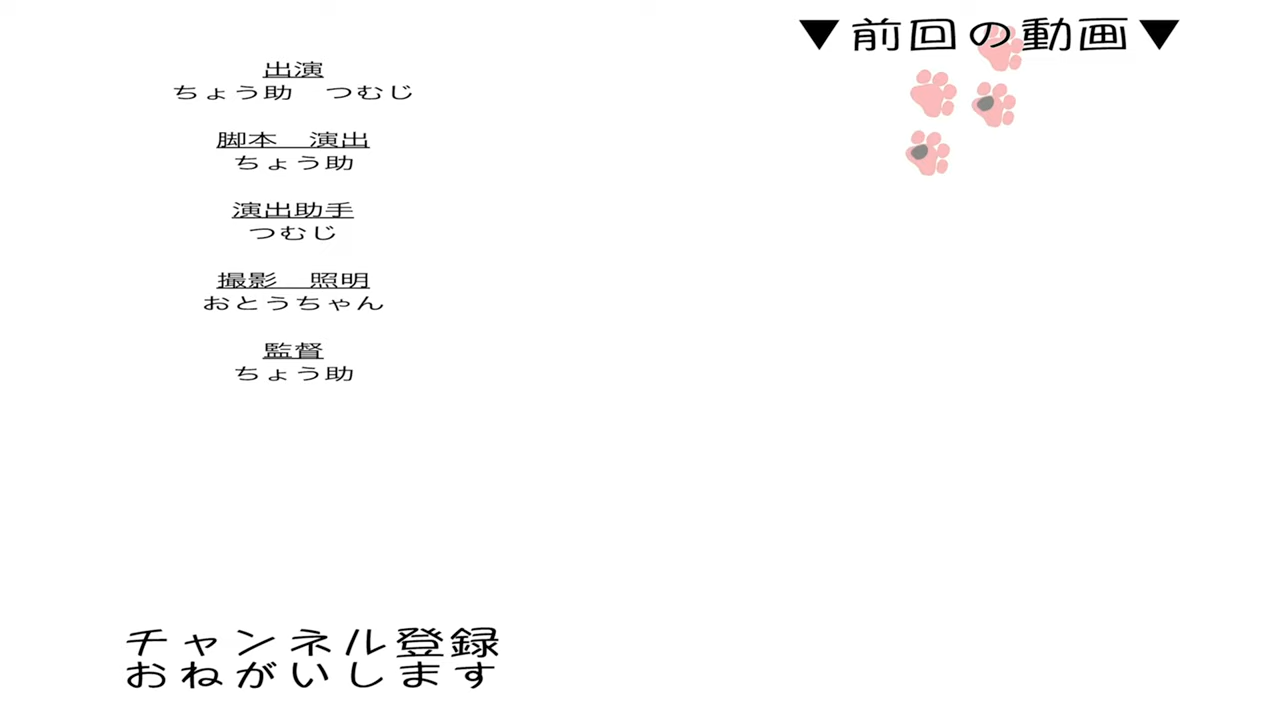 ▼前回の動画▼
出演
ちょう助　つむじ
脚本　演出
ちょう助
演出助手
つむじ
撮影　照明
おとうちゃん
監督
ちょう助
チャンネル登録
おねがいします